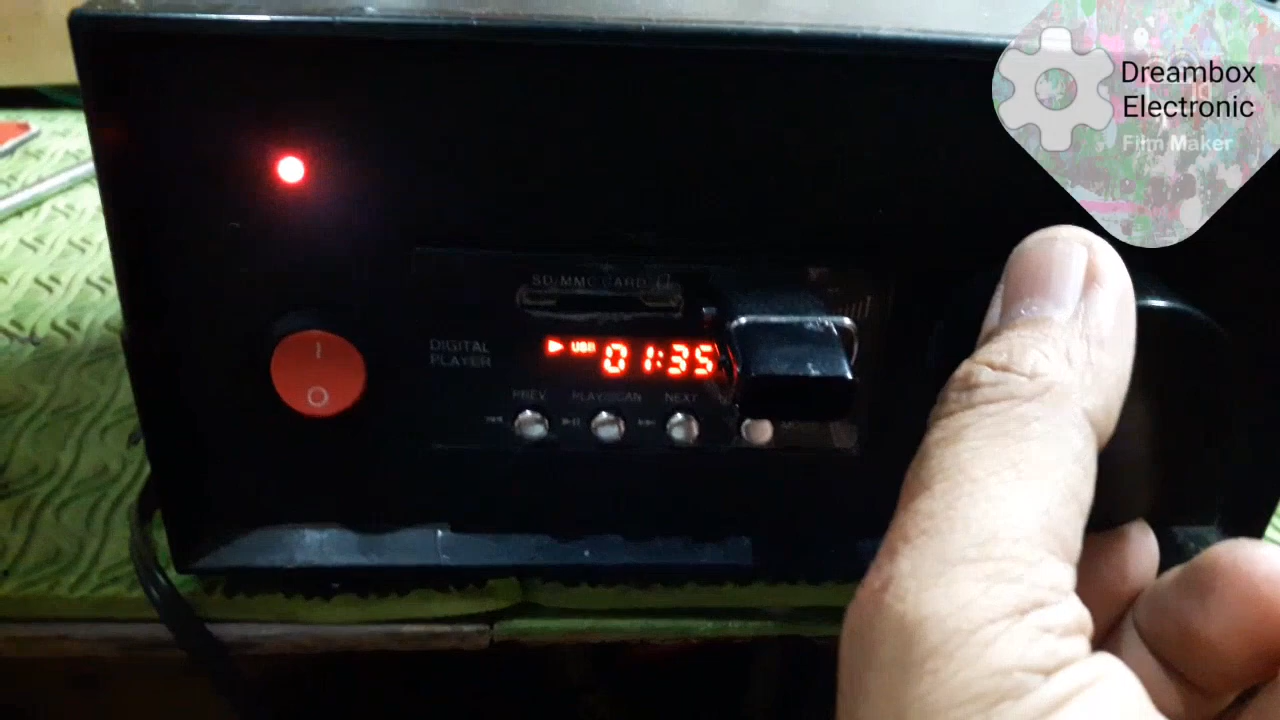 Dreambox
Electronic
Film Maker
SD/MMC CARD
DIGITAL
PLAYER
USB
01:35
PREV
PLAY/SCAN
NEXT
I
O